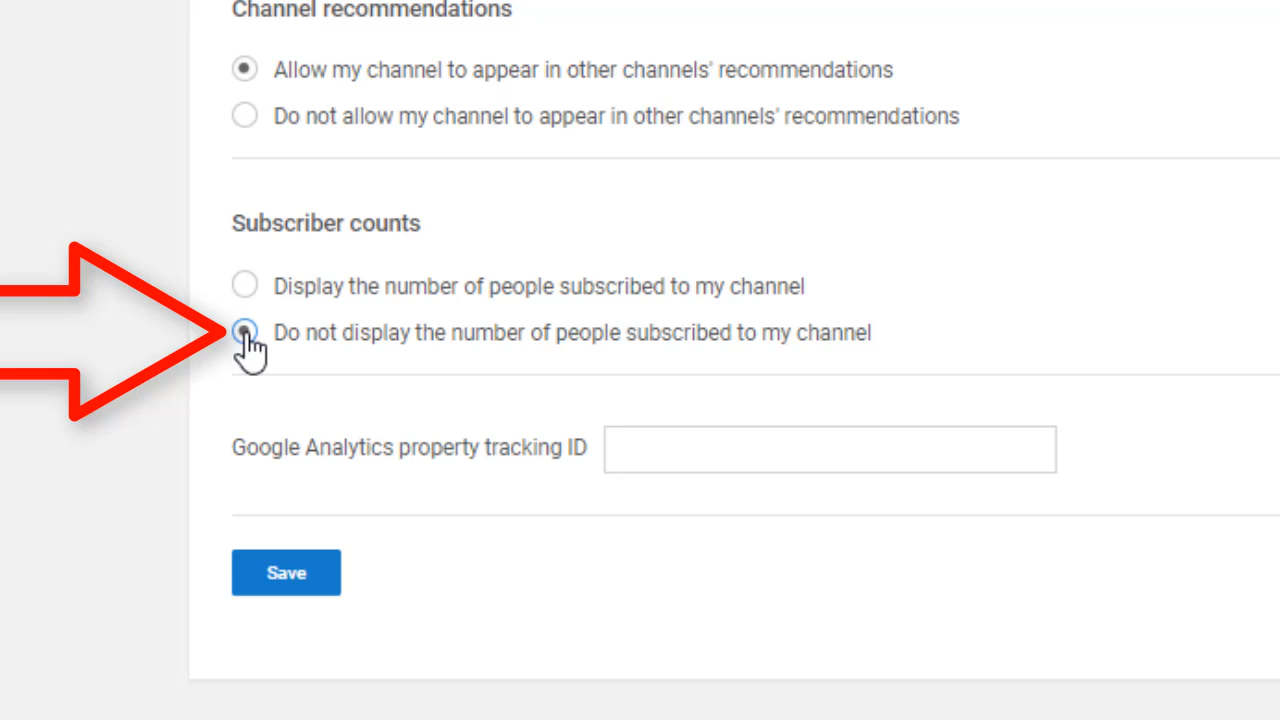 Channel recommendations
Allow my channel to appear in other channels' recommendations
Do not allow my channel to appear in other channels' recommendations
Subscriber counts
Display the number of people subscribed to my channel
Do not display the number of people subscribed to my channel
Google Analytics property tracking ID
Save